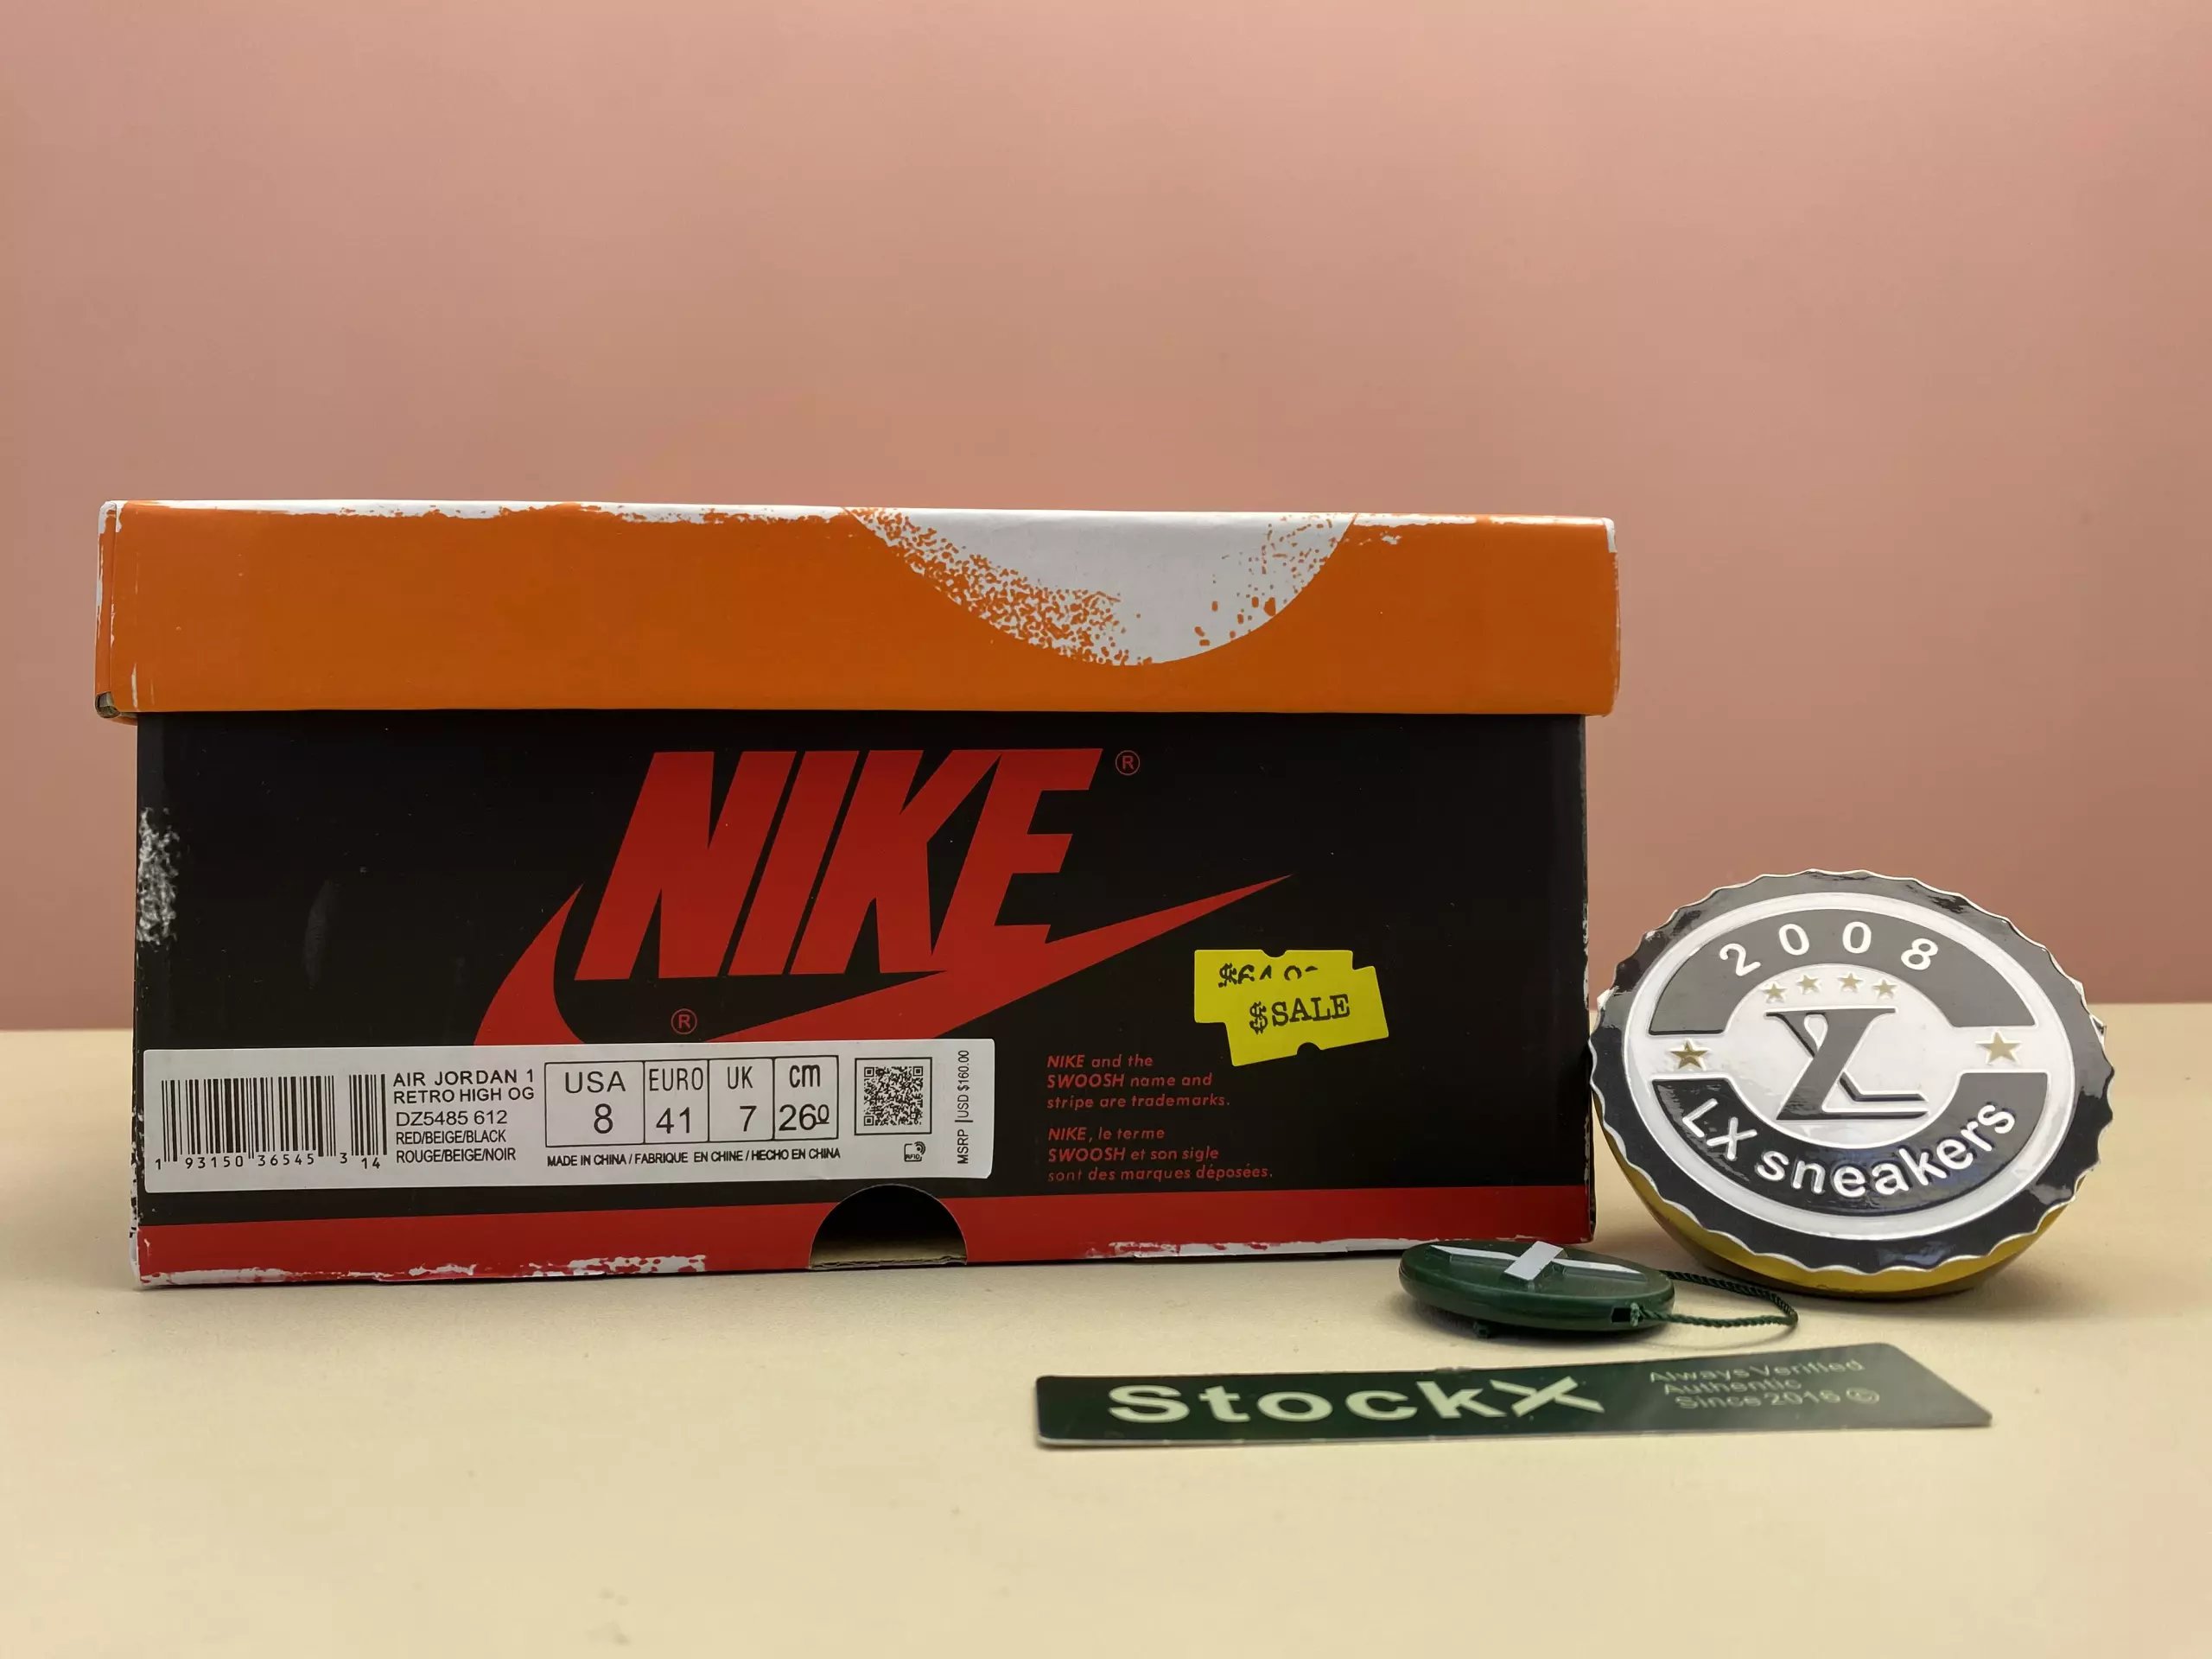 NIKE®
®
$SALE
AIR JORDAN 1
RETRO HIGH OG
DZ5485 612
RED/BEIGE/BLACK
ROUGE/BEIGE/NOIR
1 93150 36545 3 14
USA EURO UK cm
8 41 7 26º
MADE IN CHINA / FABRIQUE EN CHINE / HECHO EN CHINA
MSRP |USD $160.00
NIKE and the
SWOOSH name and
stripe are trademarks.
NIKE, le terme
SWOOSH et son sigle
sont des marques déposées.
2008
LX sneakers
X
StockX
Always Verified
Authentic
Since 2016 ©